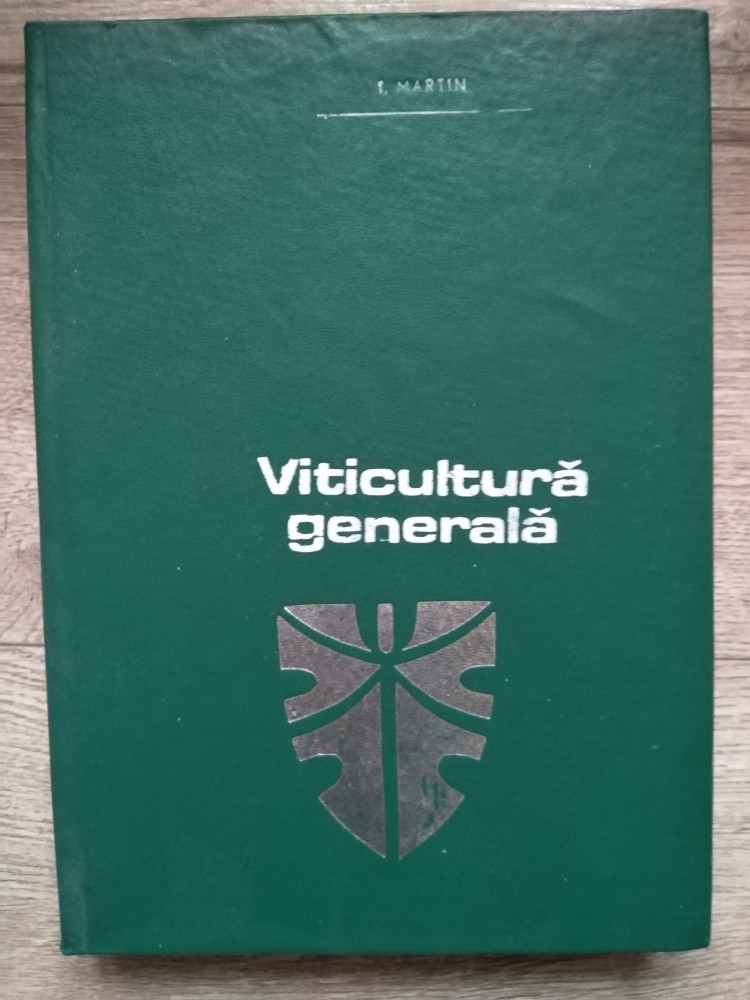 T. MARTIN
Viticultură
generală